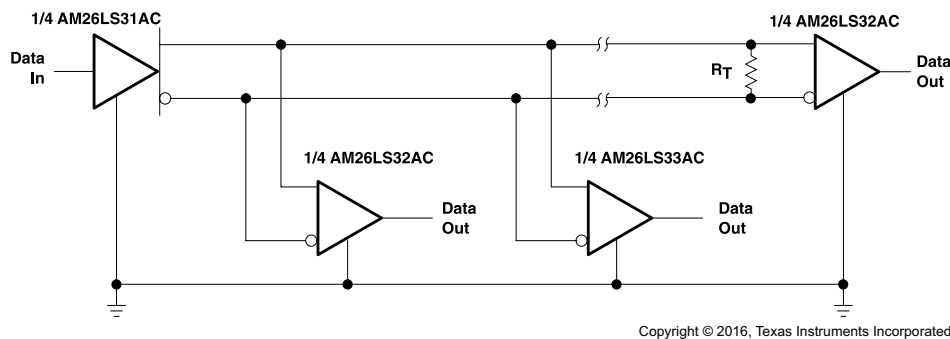 1/4 AM26LS31AC
1/4 AM26LS32AC
Data
In
RT
Data
Out
1/4 AM26LS32AC
1/4 AM26LS33AC
Data
Out
Data
Out
Copyright © 2016, Texas Instruments Incorporated